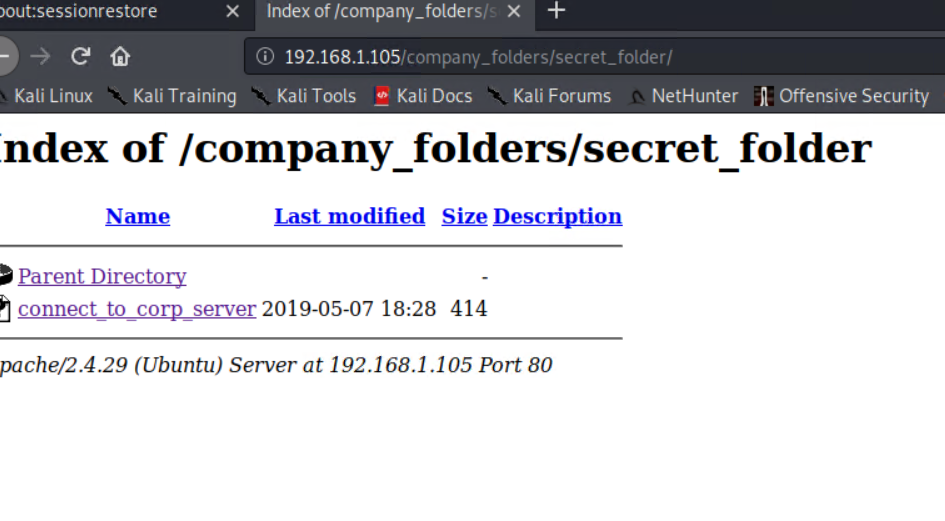 bout:sessionrestore
Index of /company_folders/s
192.168.1.105/company_folders/secret_folder/
Kali Linux Kali Training Kali Tools Kali Docs Kali Forums NetHunter Offensive Security
ndex of /company_folders/secret_folder
Name Last modified Size Description
Parent Directory -
connect_to_corp_server 2019-05-07 18:28 414
pache/2.4.29 (Ubuntu) Server at 192.168.1.105 Port 80